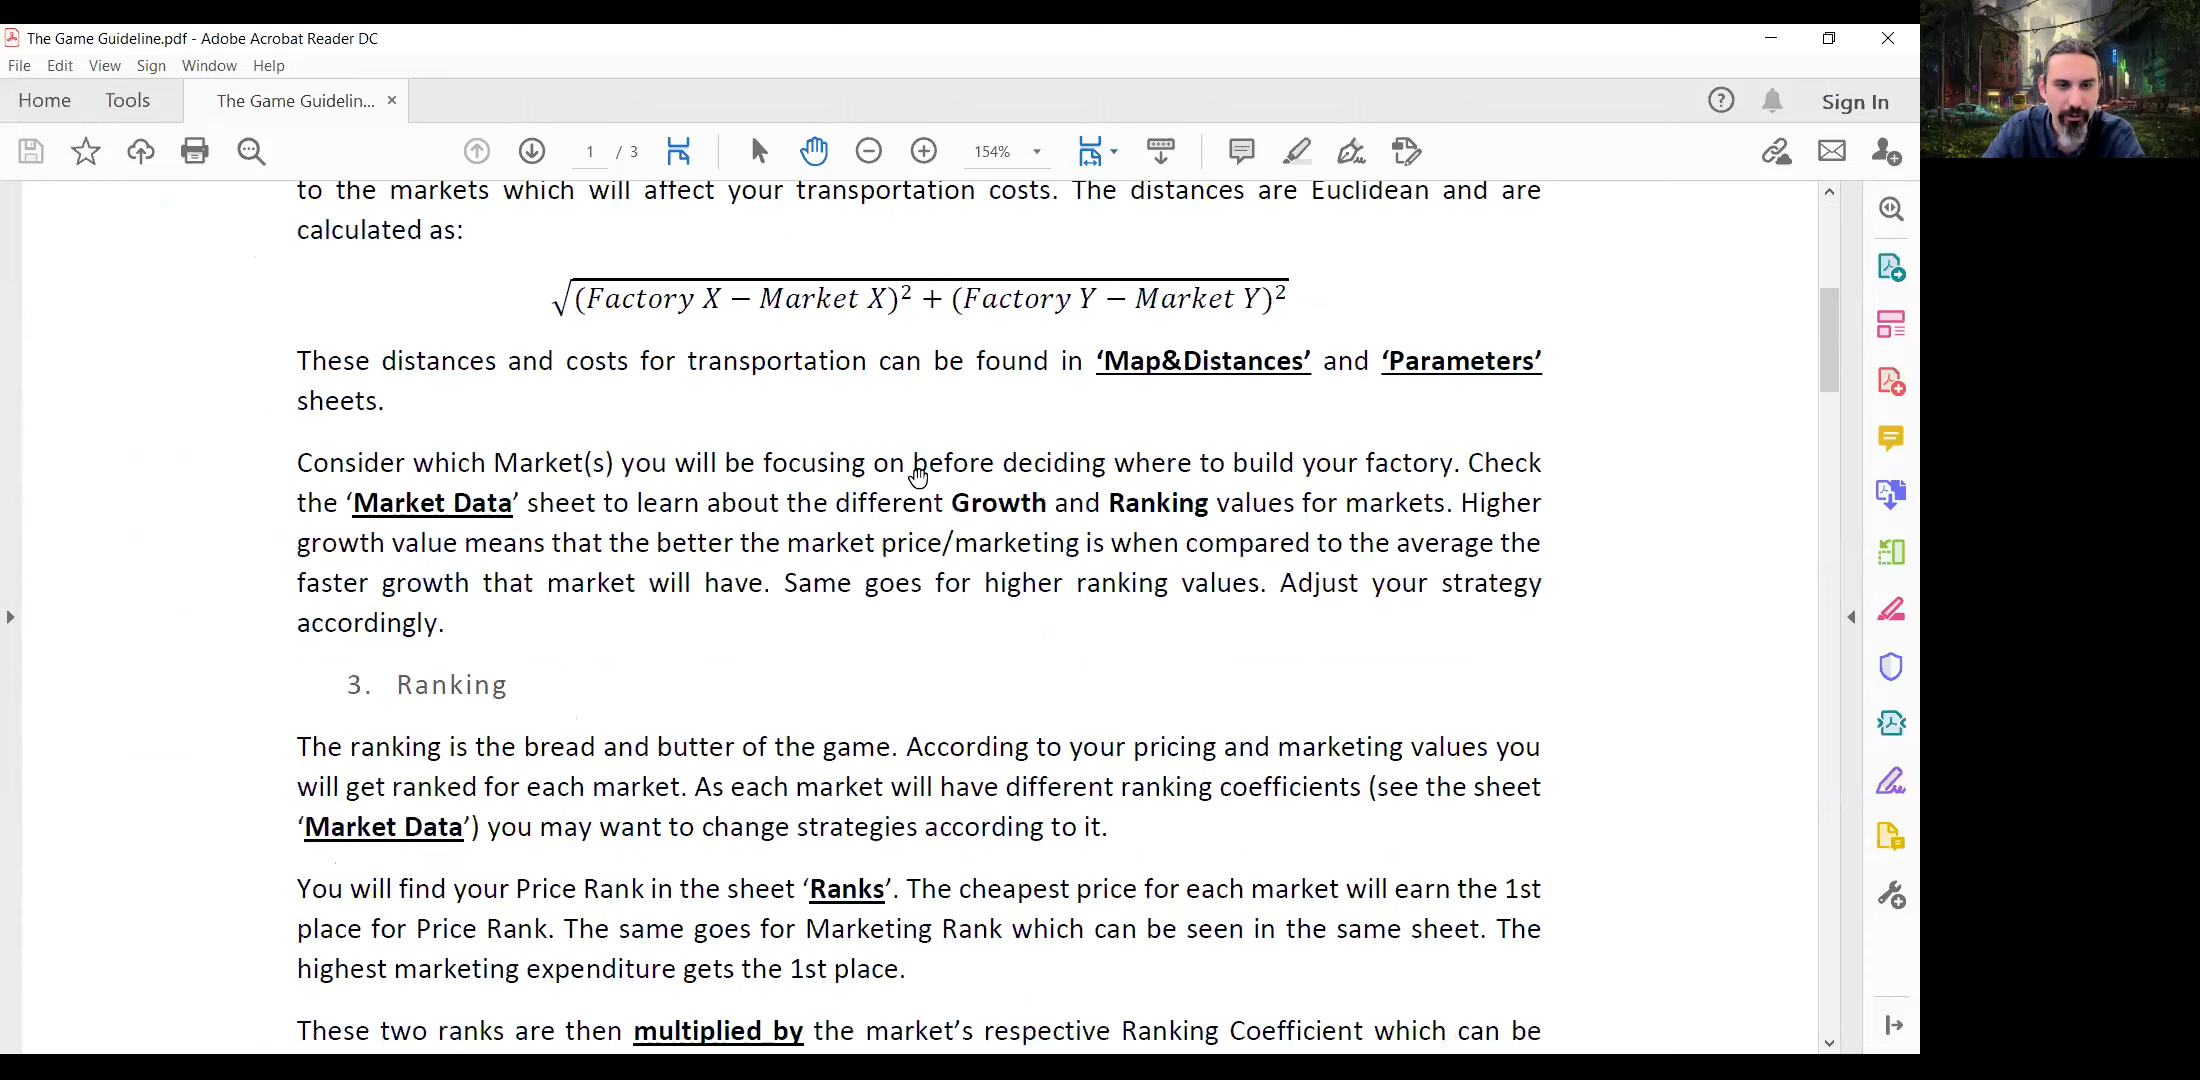 The Game Guideline.pdf - Adobe Acrobat Reader DC
File Edit View Sign Window Help
Home Tools The Game Guidelin... × Sign In
1 / 3 154%
to the markets which will affect your transportation costs. The distances are Euclidean and are
calculated as:
√(Factory X − Market X)² + (Factory Y − Market Y)²
These distances and costs for transportation can be found in ‘Map&Distances’ and ‘Parameters’
sheets.
Consider which Market(s) you will be focusing on before deciding where to build your factory. Check
the ‘Market Data’ sheet to learn about the different Growth and Ranking values for markets. Higher
growth value means that the better the market price/marketing is when compared to the average the
faster growth that market will have. Same goes for higher ranking values. Adjust your strategy
accordingly.
3. Ranking
The ranking is the bread and butter of the game. According to your pricing and marketing values you
will get ranked for each market. As each market will have different ranking coefficients (see the sheet
‘Market Data’) you may want to change strategies according to it.
You will find your Price Rank in the sheet ‘Ranks’. The cheapest price for each market will earn the 1st
place for Price Rank. The same goes for Marketing Rank which can be seen in the same sheet. The
highest marketing expenditure gets the 1st place.
These two ranks are then multiplied by the market’s respective Ranking Coefficient which can be